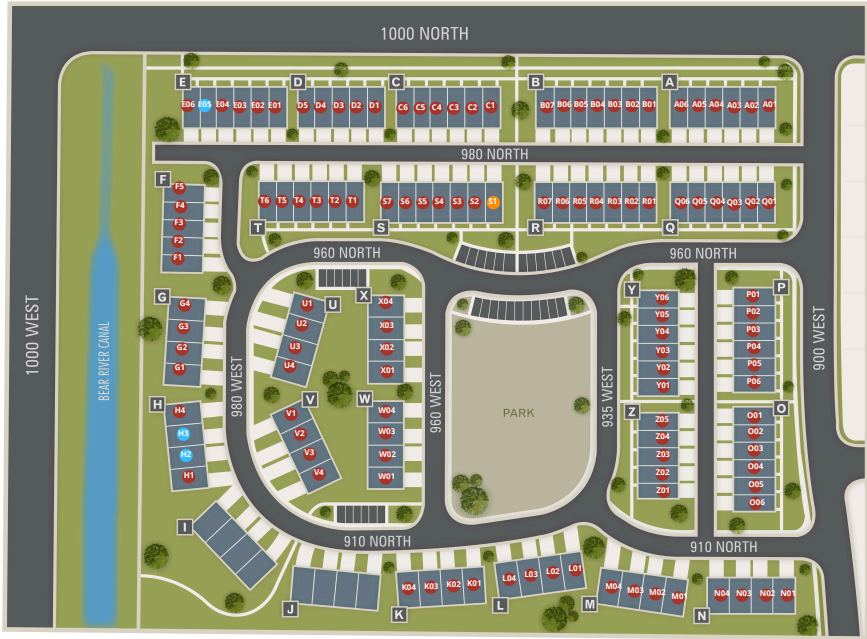 1000 NORTH
E D C B A
E06 E05 E04 E03 E02 E01 D5 D4 D3 D2 D1 C6 C5 C4 C3 C2 C1 B07 B06 B05 B04 B03 B02 B01 A06 A05 A04 A03 A02 A01
980 NORTH
F
F5
F4
F3
F2
F1
T6 T5 T4 T3 T2 T1 S7 S6 S5 S4 S3 S2 S1 R07 R06 R05 R04 R03 R02 R01 Q06 Q05 Q04 Q03 Q02 Q01
T S R Q
960 NORTH
960 NORTH
1000 WEST
BEAR RIVER CANAL
G
G4
G3
G2
G1
980 WEST
U
U1
U2
U3
U4
X
X04
X03
X02
X01
960 WEST
PARK
935 WEST
Y
Y06
Y05
Y04
Y03
Y02
Y01
P
P01
P02
P03
P04
P05
P06
900 WEST
H
H4
H3
H2
H1
V
V1
V2
V3
V4
W
W04
W03
W02
W01
Z
Z05
Z04
Z03
Z02
Z01
O
O01
O02
O03
O04
O05
O06
I
910 NORTH
910 NORTH
J
K04 K03 K02 K01
K
L04 L03 L02 L01
L
M04 M03 M02 M01
M
N04 N03 N02 N01
N